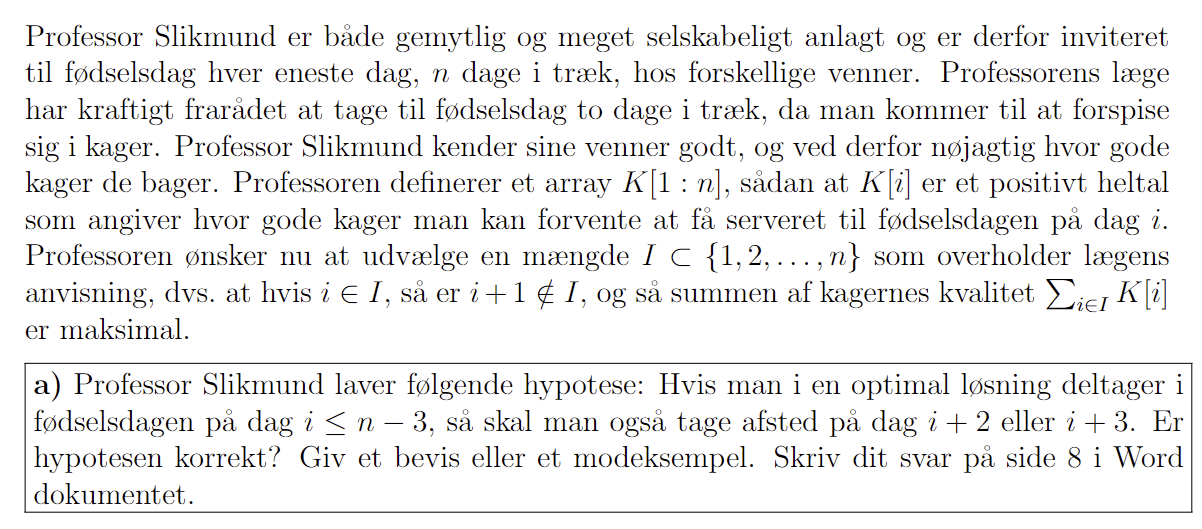 Professor Slikmund er både gemytlig og meget selskabeligt anlagt og er derfor inviteret
til fødselsdag hver eneste dag, n dage i træk, hos forskellige venner. Professorens læge
har kraftigt frarådet at tage til fødselsdag to dage i træk, da man kommer til at forspise
sig i kager. Professor Slikmund kender sine venner godt, og ved derfor nøjagtig hvor gode
kager de bager. Professoren definerer et array K[1 : n], sådan at K[i] er et positivt heltal
som angiver hvor gode kager man kan forvente at få serveret til fødselsdagen på dag i.
Professoren ønsker nu at udvælge en mængde I ⊂ {1, 2, . . . , n} som overholder lægens
anvisning, dvs. at hvis i ∈ I, så er i + 1 ∉ I, og så summen af kagernes kvalitet ∑_{i∈I} K[i]
er maksimal.
a) Professor Slikmund laver følgende hypotese: Hvis man i en optimal løsning deltager i
fødselsdagen på dag i ≤ n − 3, så skal man også tage afsted på dag i + 2 eller i + 3. Er
hypotesen korrekt? Giv et bevis eller et modeksempel. Skriv dit svar på side 8 i Word
dokumentet.